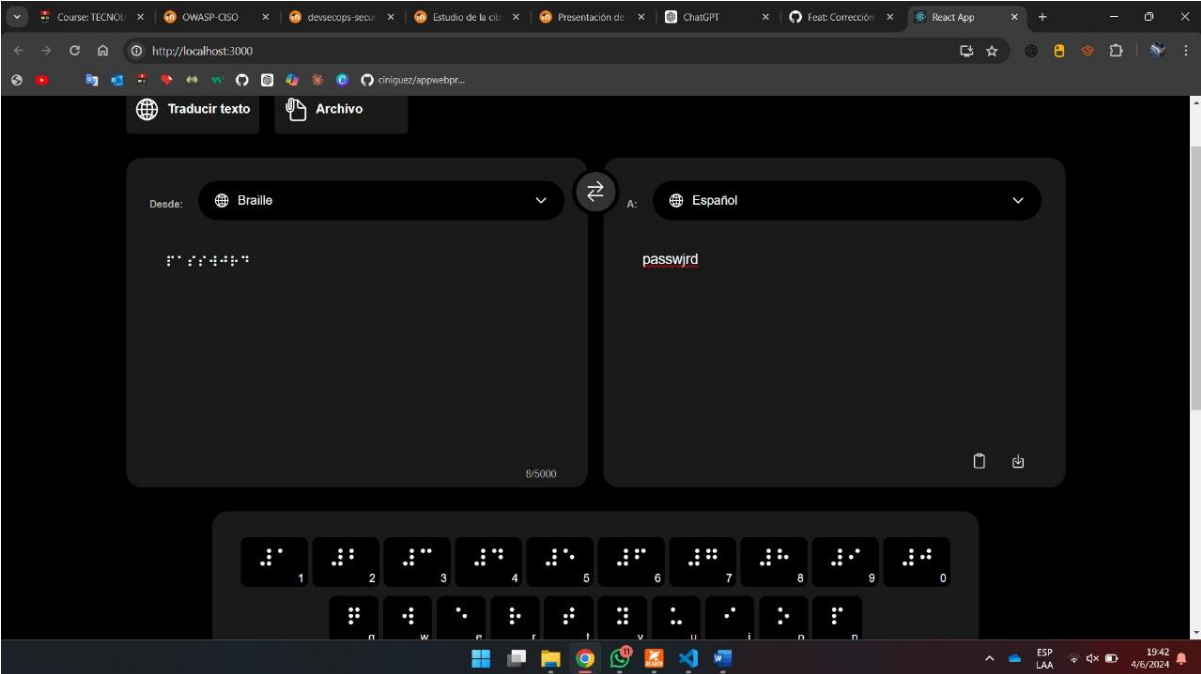 Course: TECNOL
OWASP-CISO
devsecops-secur
Estudio de la cib
Presentación de
ChatGPT
Feat: Corrección
React App
http://localhost:3000
ciniguez/appwebpr...
Traducir texto
Archivo
Desde: Braille
A: Español
⠏⠁⠎⠎⠺⠚⠗⠙
passwjrd
8/5000
⠼⠁ 1 ⠼⠃ 2 ⠼⠉ 3 ⠼⠙ 4 ⠼⠑ 5 ⠼⠋ 6 ⠼⠛ 7 ⠼⠓ 8 ⠼⠊ 9 ⠼⠚ 0
q w e r t y u i o p
11
READER
ESP
LAA
19:42
4/6/2024